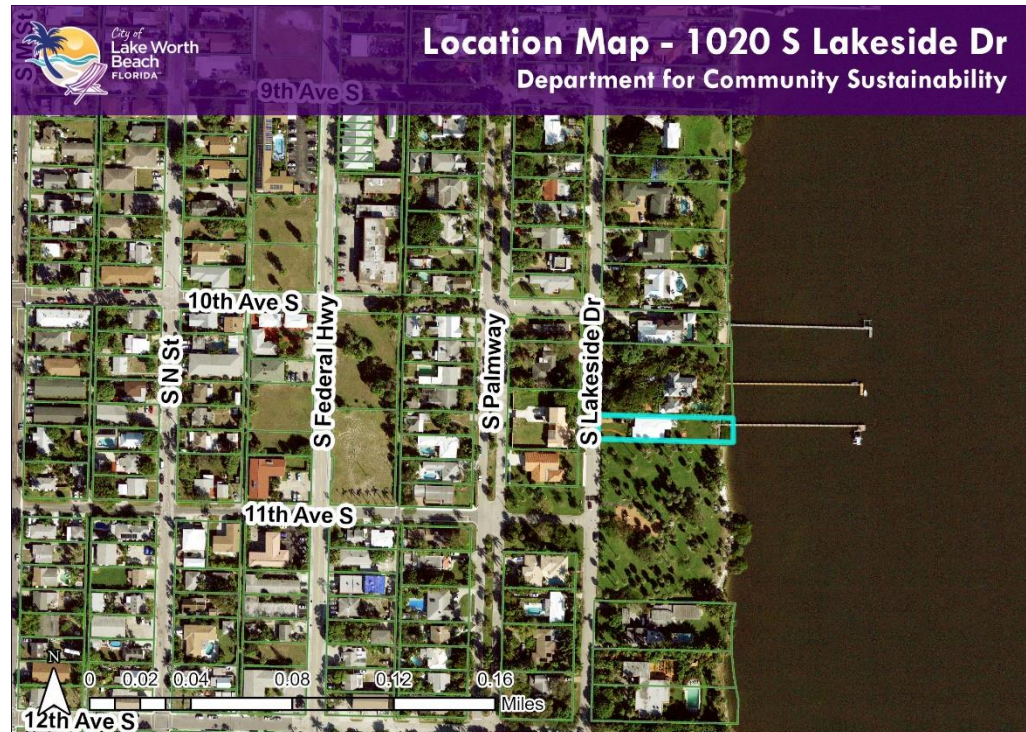 City of
Lake Worth
Beach
FLORIDA
Location Map - 1020 S Lakeside Dr
Department for Community Sustainability
9th Ave S
10th Ave S
S N St
S Federal Hwy
S Palmway
S Lakeside Dr
11th Ave S
N
0 0.02 0.04 0.08 0.12 0.16
Miles
12th Ave S